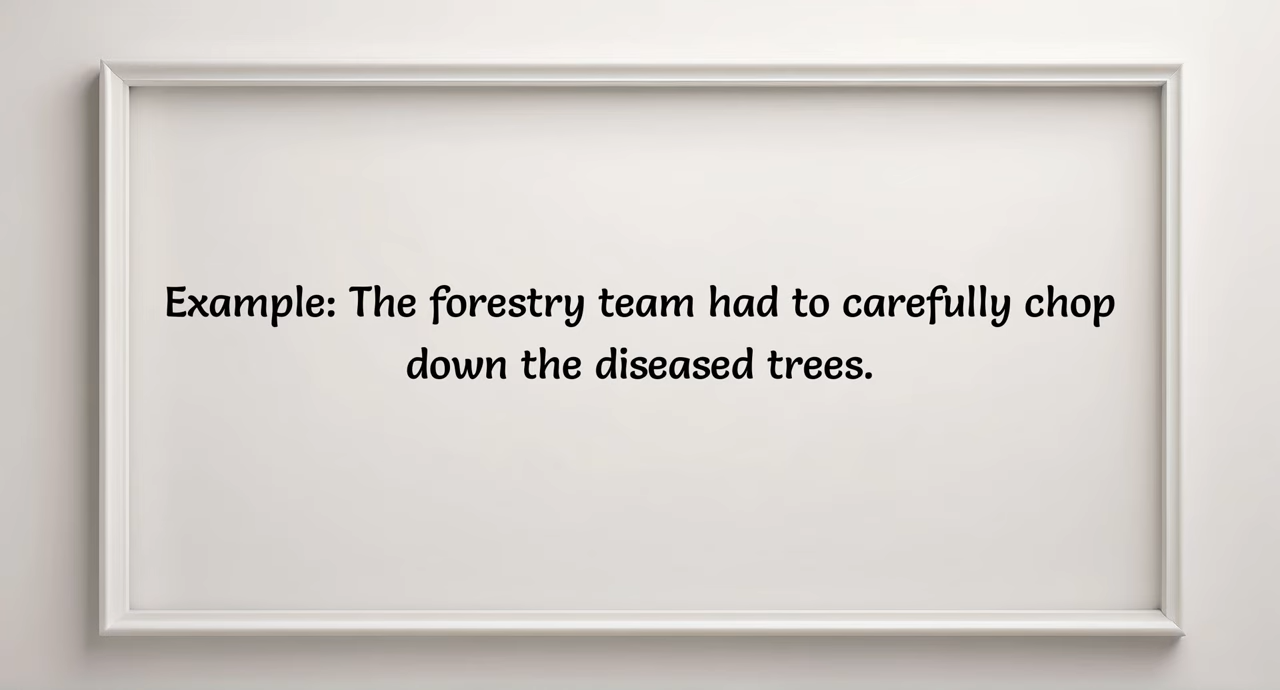 Example: The forestry team had to carefully chop
down the diseased trees.